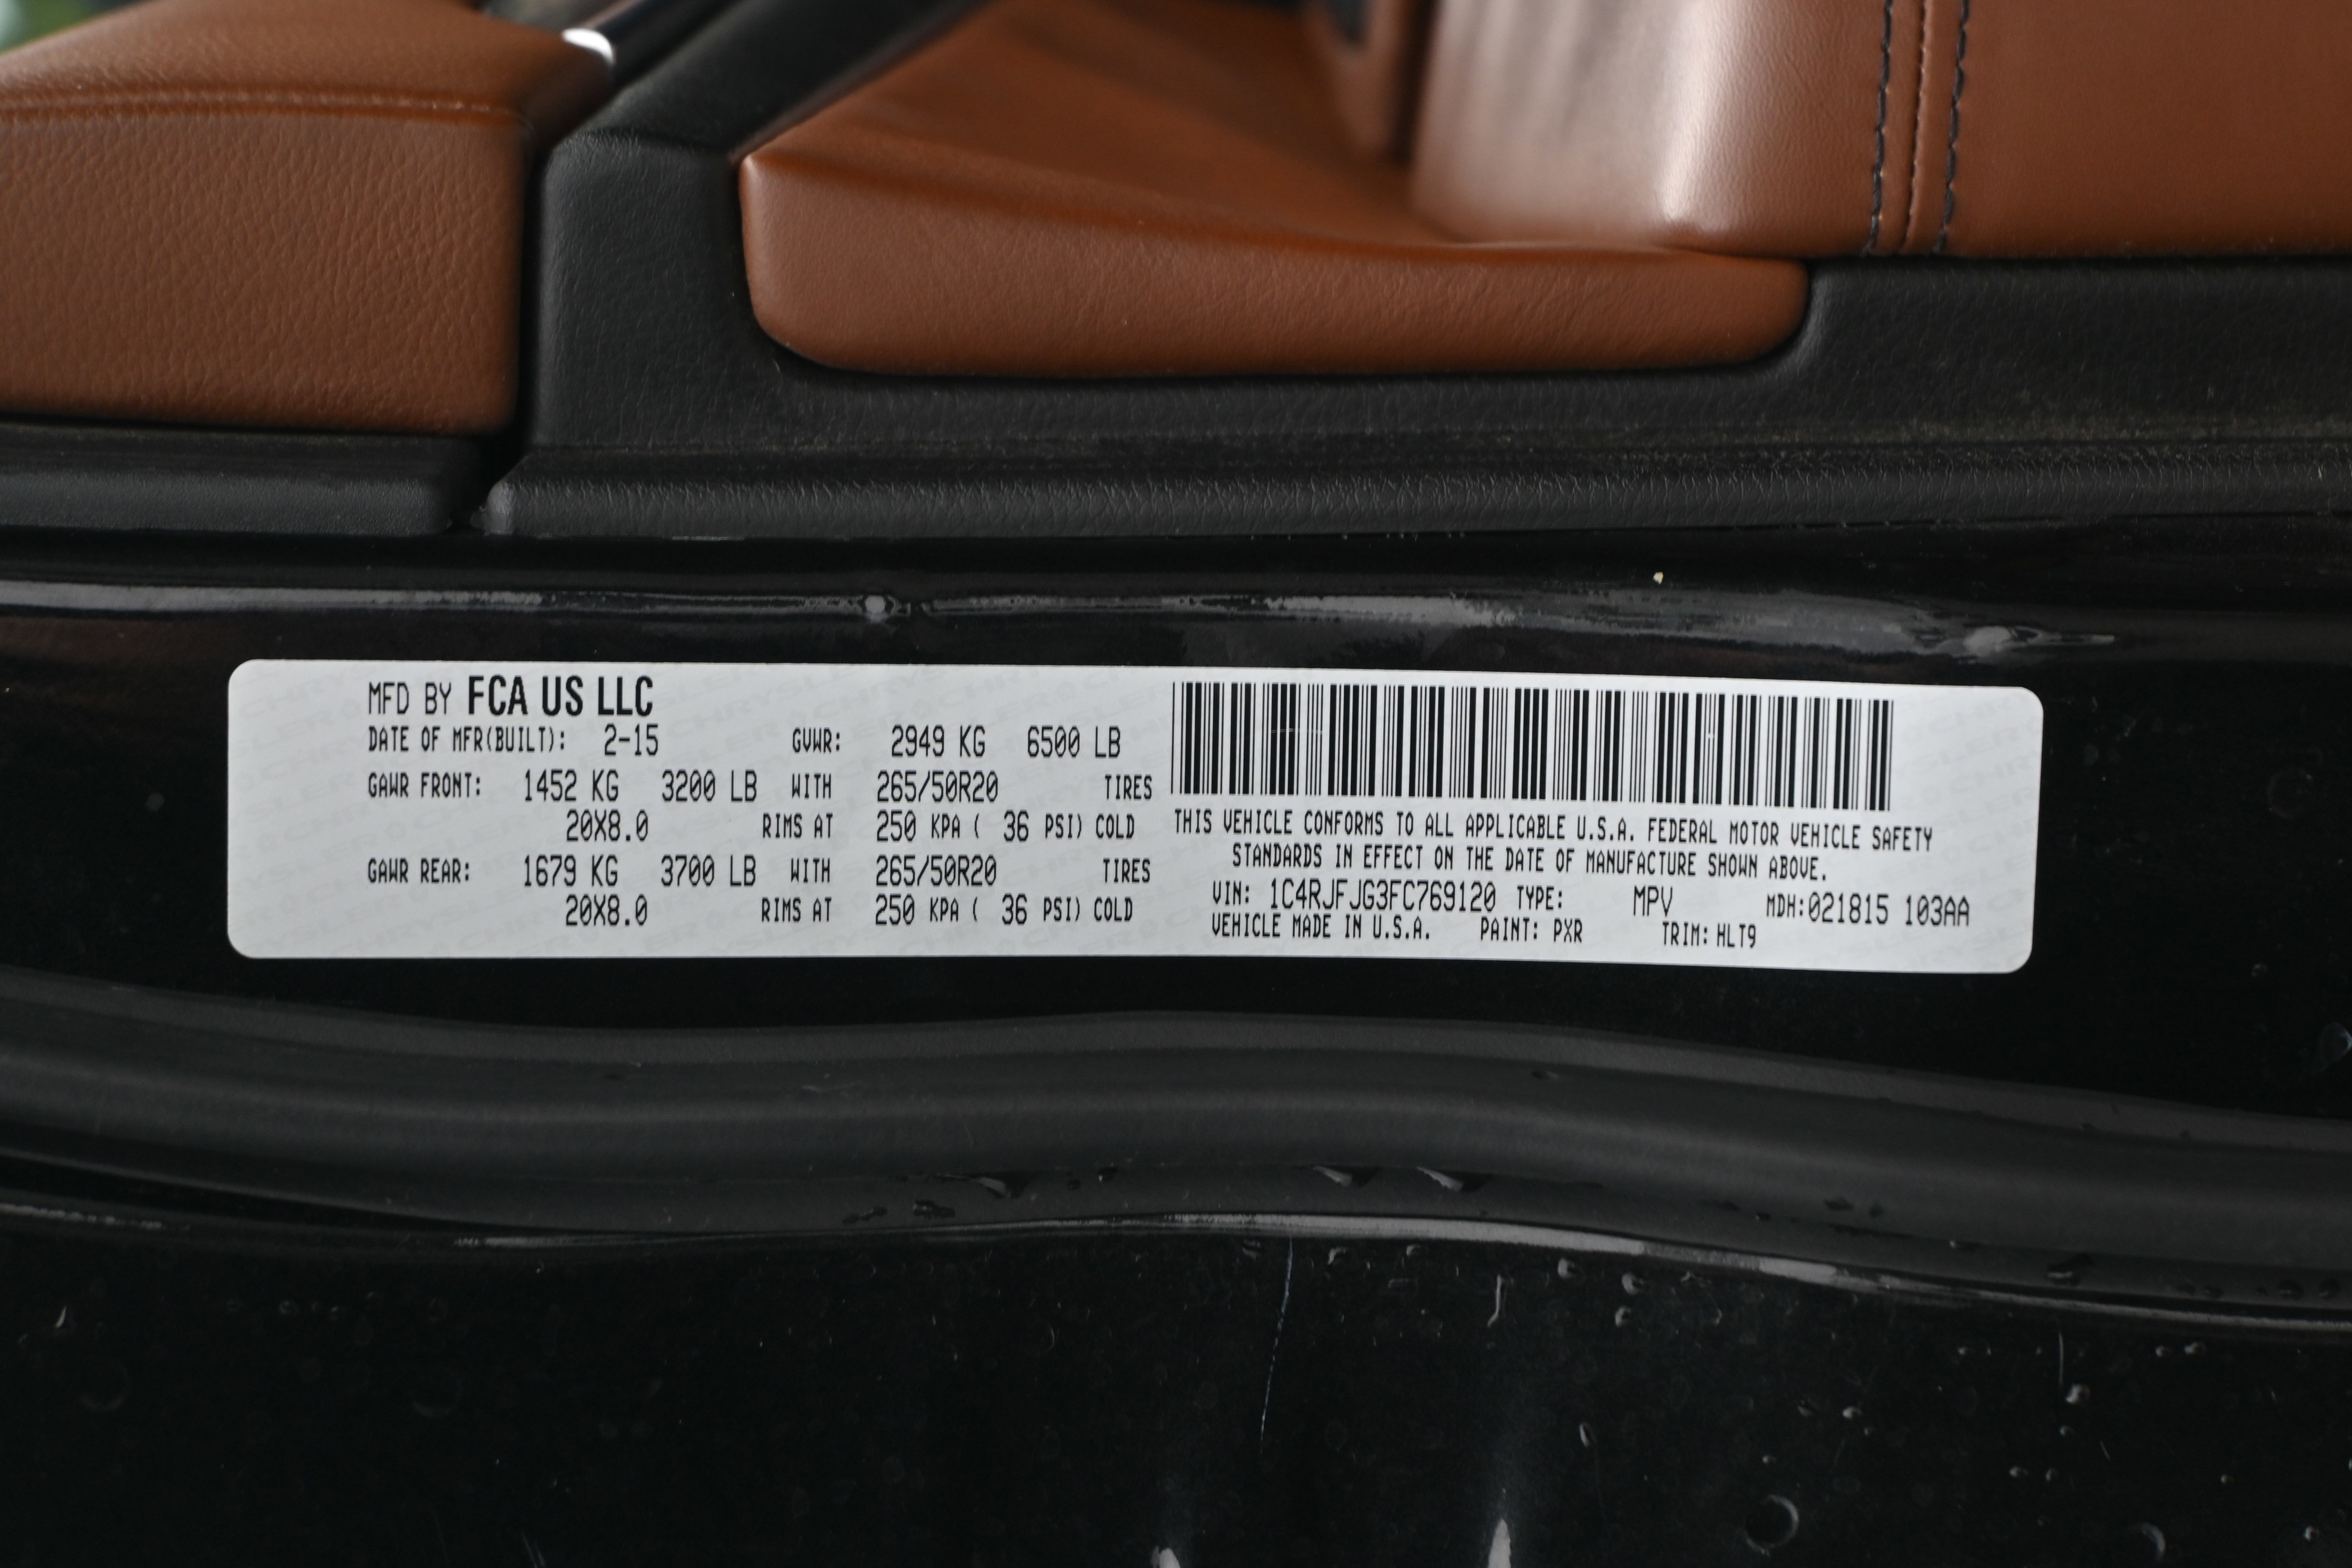 MFD BY FCA US LLC
DATE OF MFR(BUILT): 2-15 GVWR: 2949 KG 6500 LB
GAWR FRONT: 1452 KG 3200 LB WITH 265/50R20 TIRES
20X8.0 RIMS AT 250 KPA ( 36 PSI) COLD
GAWR REAR: 1679 KG 3700 LB WITH 265/50R20 TIRES
20X8.0 RIMS AT 250 KPA ( 36 PSI) COLD
THIS VEHICLE CONFORMS TO ALL APPLICABLE U.S.A. FEDERAL MOTOR VEHICLE SAFETY
STANDARDS IN EFFECT ON THE DATE OF MANUFACTURE SHOWN ABOVE.
VIN: 1C4RJFJG3FC769120 TYPE: MPV MDH:021815 103AA
VEHICLE MADE IN U.S.A. PAINT: PXR TRIM: HLT9